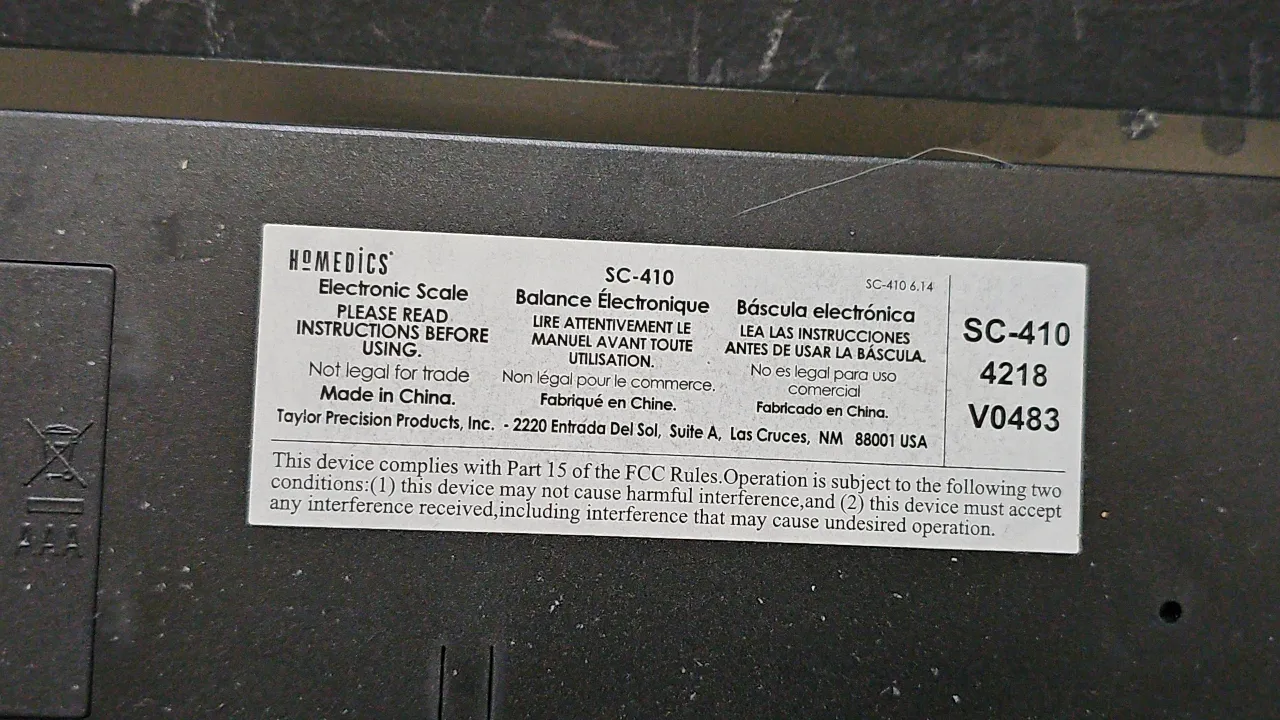 HoMEDiCS
Electronic Scale
PLEASE READ
INSTRUCTIONS BEFORE
USING.
Not legal for trade
Made in China.
SC-410
Balance Électronique
LIRE ATTENTIVEMENT LE
MANUEL AVANT TOUTE
UTILISATION.
Non légal pour le commerce.
Fabriqué en Chine.
SC-410 6.14
Báscula electrónica
LEA LAS INSTRUCCIONES
ANTES DE USAR LA BÁSCULA.
No es legal para uso
comercial
Fabricado en China.
Taylor Precision Products, Inc. - 2220 Entrada Del Sol, Suite A, Las Cruces, NM 88001 USA
SC-410
4218
V0483
This device complies with Part 15 of the FCC Rules.Operation is subject to the following two
conditions:(1) this device may not cause harmful interference,and (2) this device must accept
any interference received,including interference that may cause undesired operation.
AAA